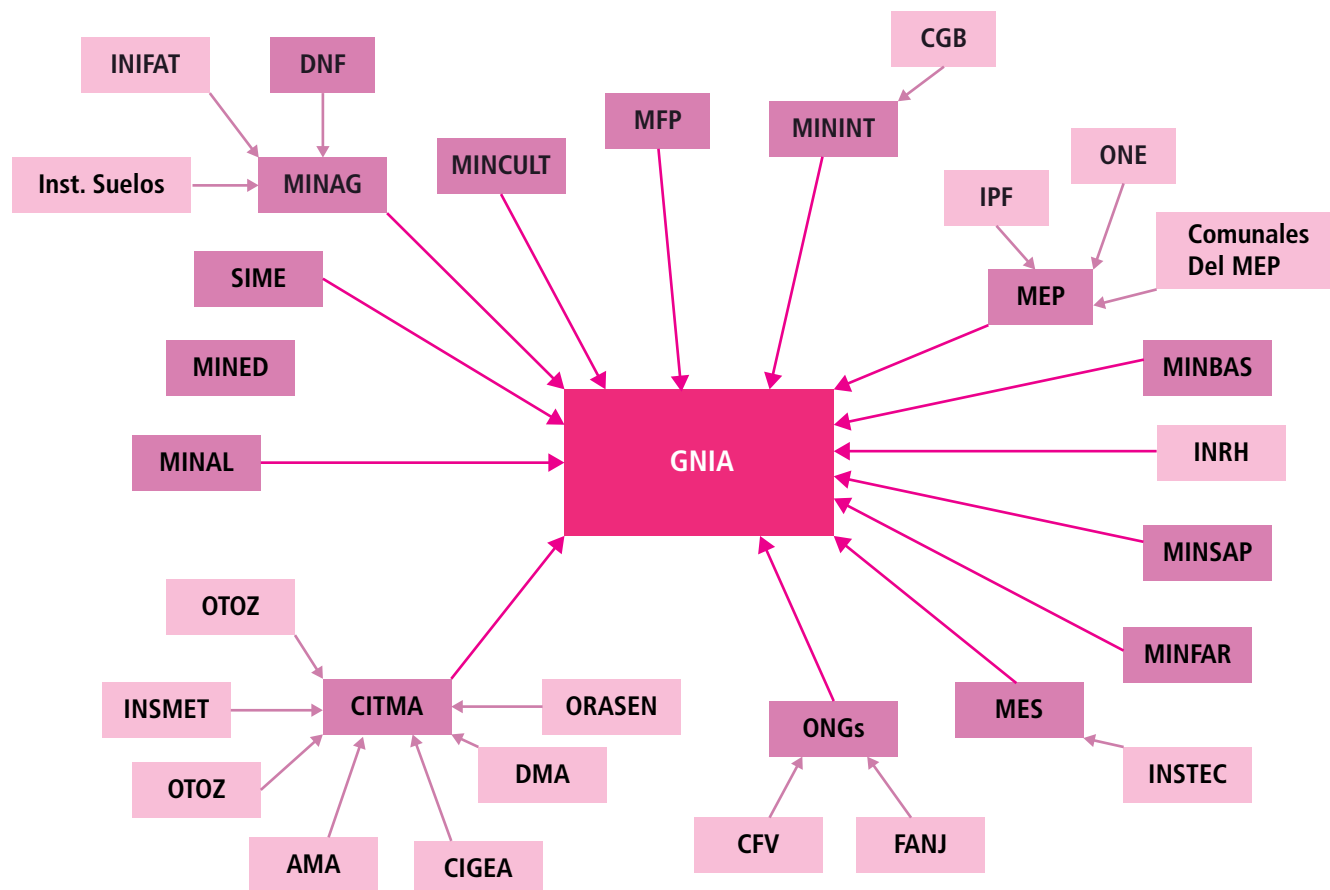 CGB
INIFAT
DNF
MFP
MININT
MINCULT
ONE
Inst. Suelos
MINAG
IPF
Comunales
Del MEP
SIME
MEP
MINED
MINBAS
MINAL
GNIA
INRH
MINSAP
OTOZ
MINFAR
INSMET
CITMA
ORASEN
ONGs
MES
OTOZ
DMA
INSTEC
AMA
CIGEA
CFV
FANJ